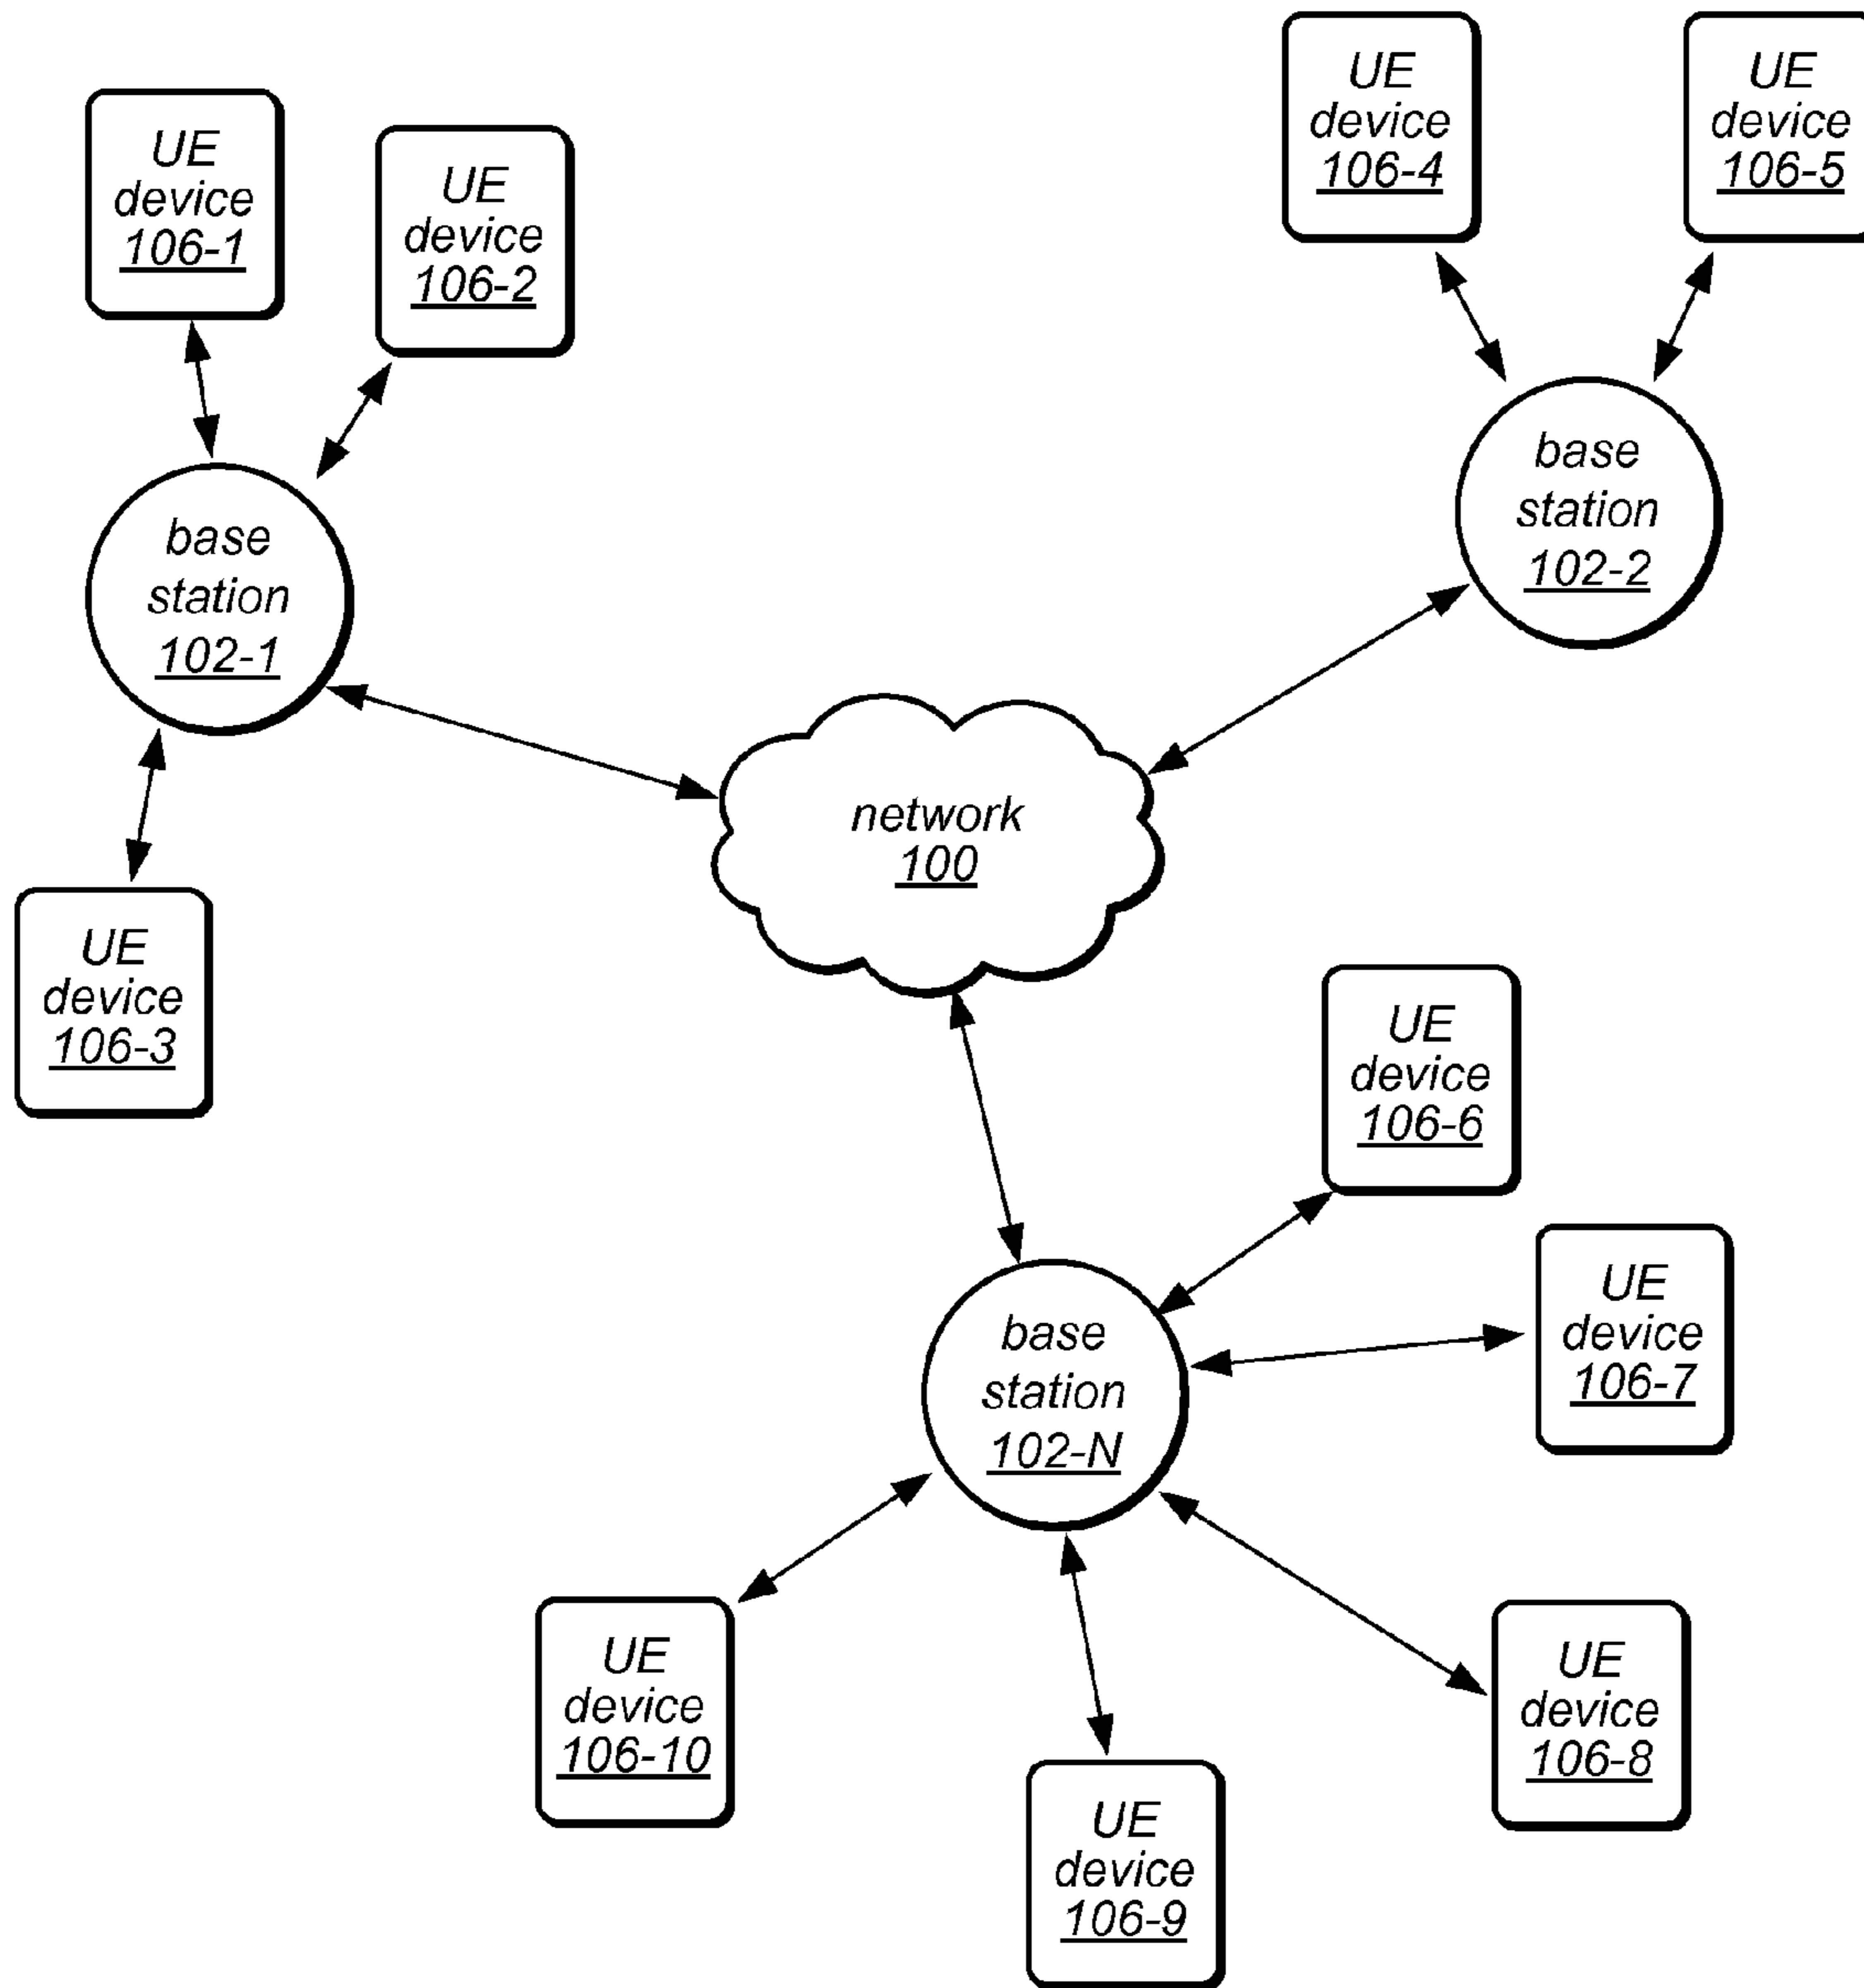 UE
device
106-1
UE
device
106-2
base
station
102-1
UE
device
106-3
UE
device
106-4
UE
device
106-5
base
station
102-2
network
100
UE
device
106-6
UE
device
106-7
base
station
102-N
UE
device
106-10
UE
device
106-9
UE
device
106-8